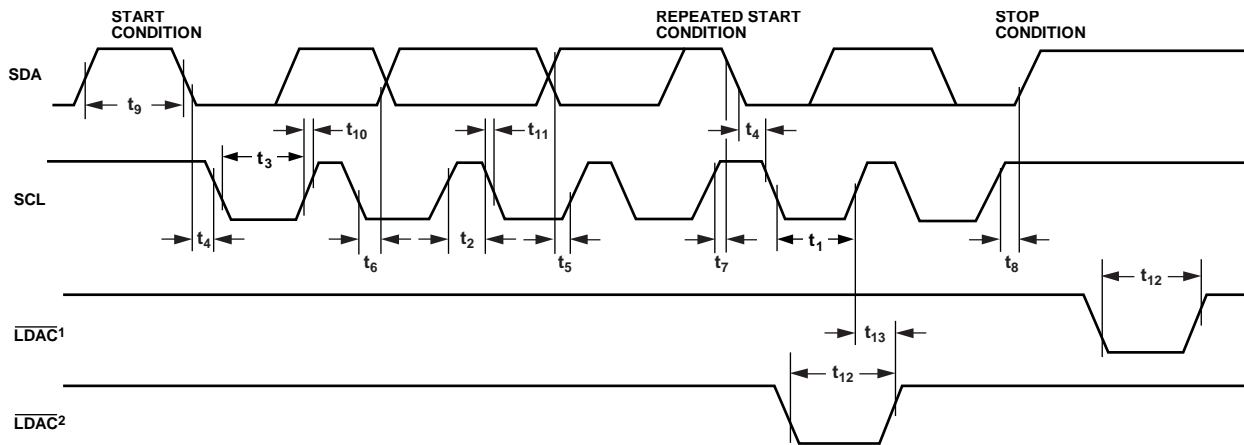 START
CONDITION
REPEATED START
CONDITION
STOP
CONDITION
SDA
t9
t10
t11
t4
t3
SCL
t4
t6
t2
t5
t7
t1
t8
t12
LDAC1
t13
t12
LDAC2